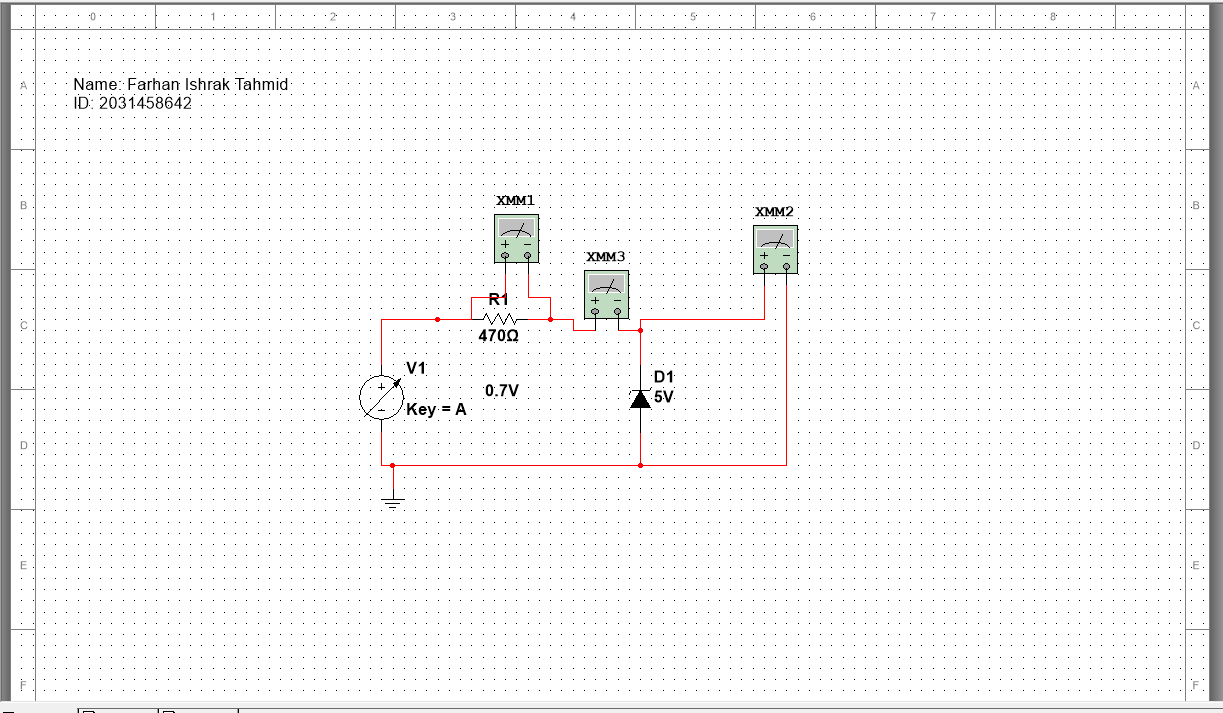 0 1 2 3 4 5 6 7 8
A A
Name: Farhan Ishrak Tahmid
ID: 2031458642
B B
XMM1
XMM2
XMM3
+ − + −
+ −
C C
R1
470Ω
V1
+
−
Key = A
0.7V
D1
5V
D D
E E
F F